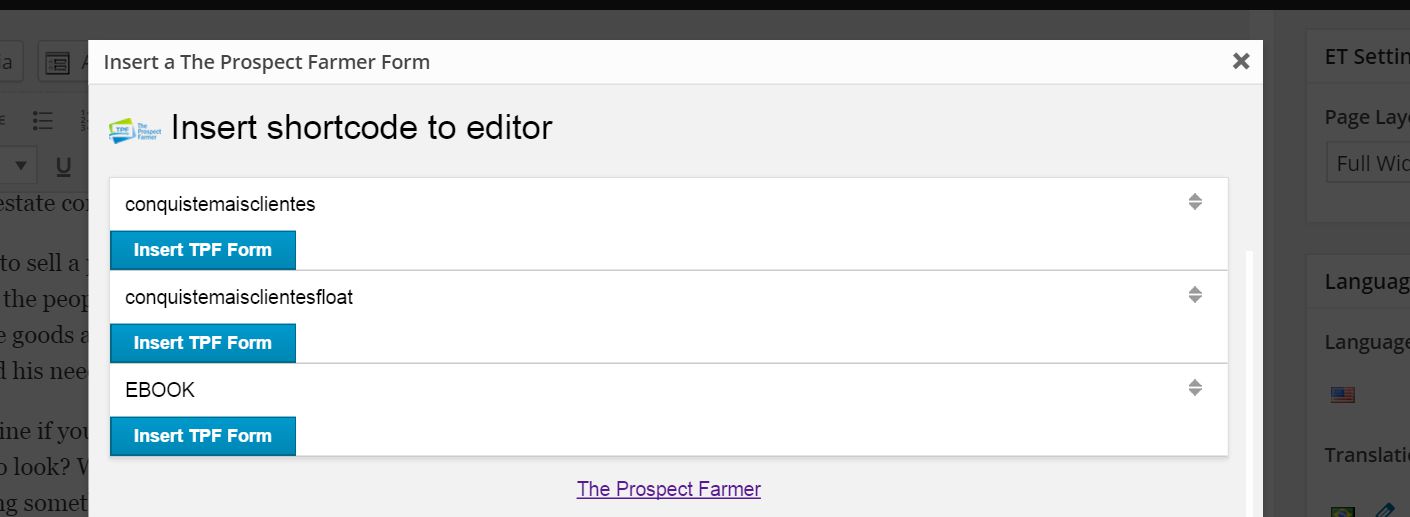 Insert a The Prospect Farmer Form
ET Settin
Page Layo
Full Wid
TPF The Prospect Farmer
Insert shortcode to editor
U
estate co
conquistemaisclientes
Insert TPF Form
to sell a
the peop
conquistemaisclientesfloat
Languag
e goods a
Insert TPF Form
Language
d his nee
EBOOK
ine if you
Insert TPF Form
Translati
o look? W
The Prospect Farmer
ng somet